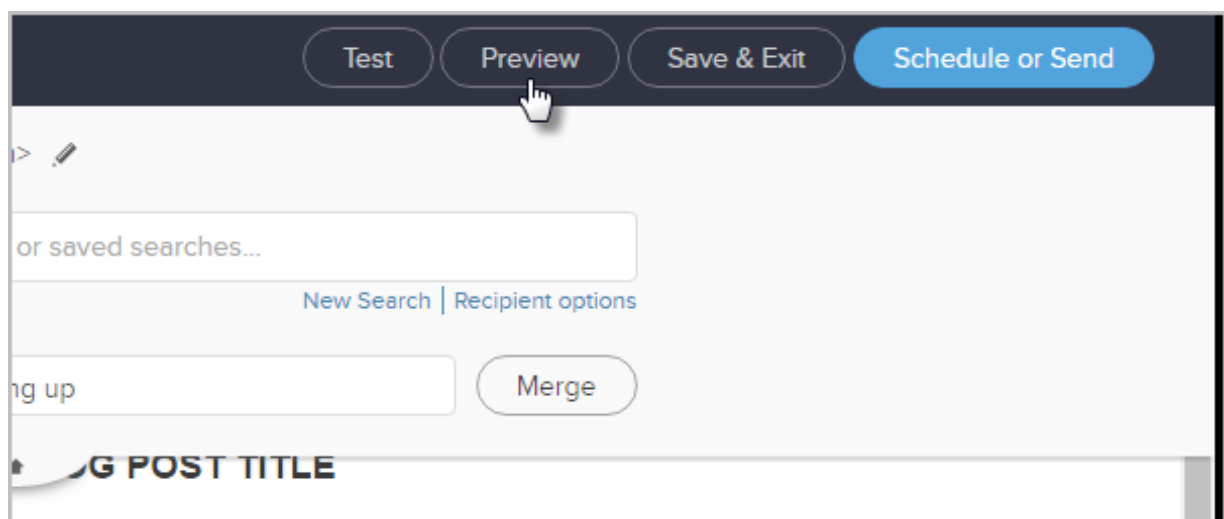 Test Preview Save & Exit Schedule or Send
>
or saved searches...
New Search | Recipient options
ng up Merge
OG POST TITLE